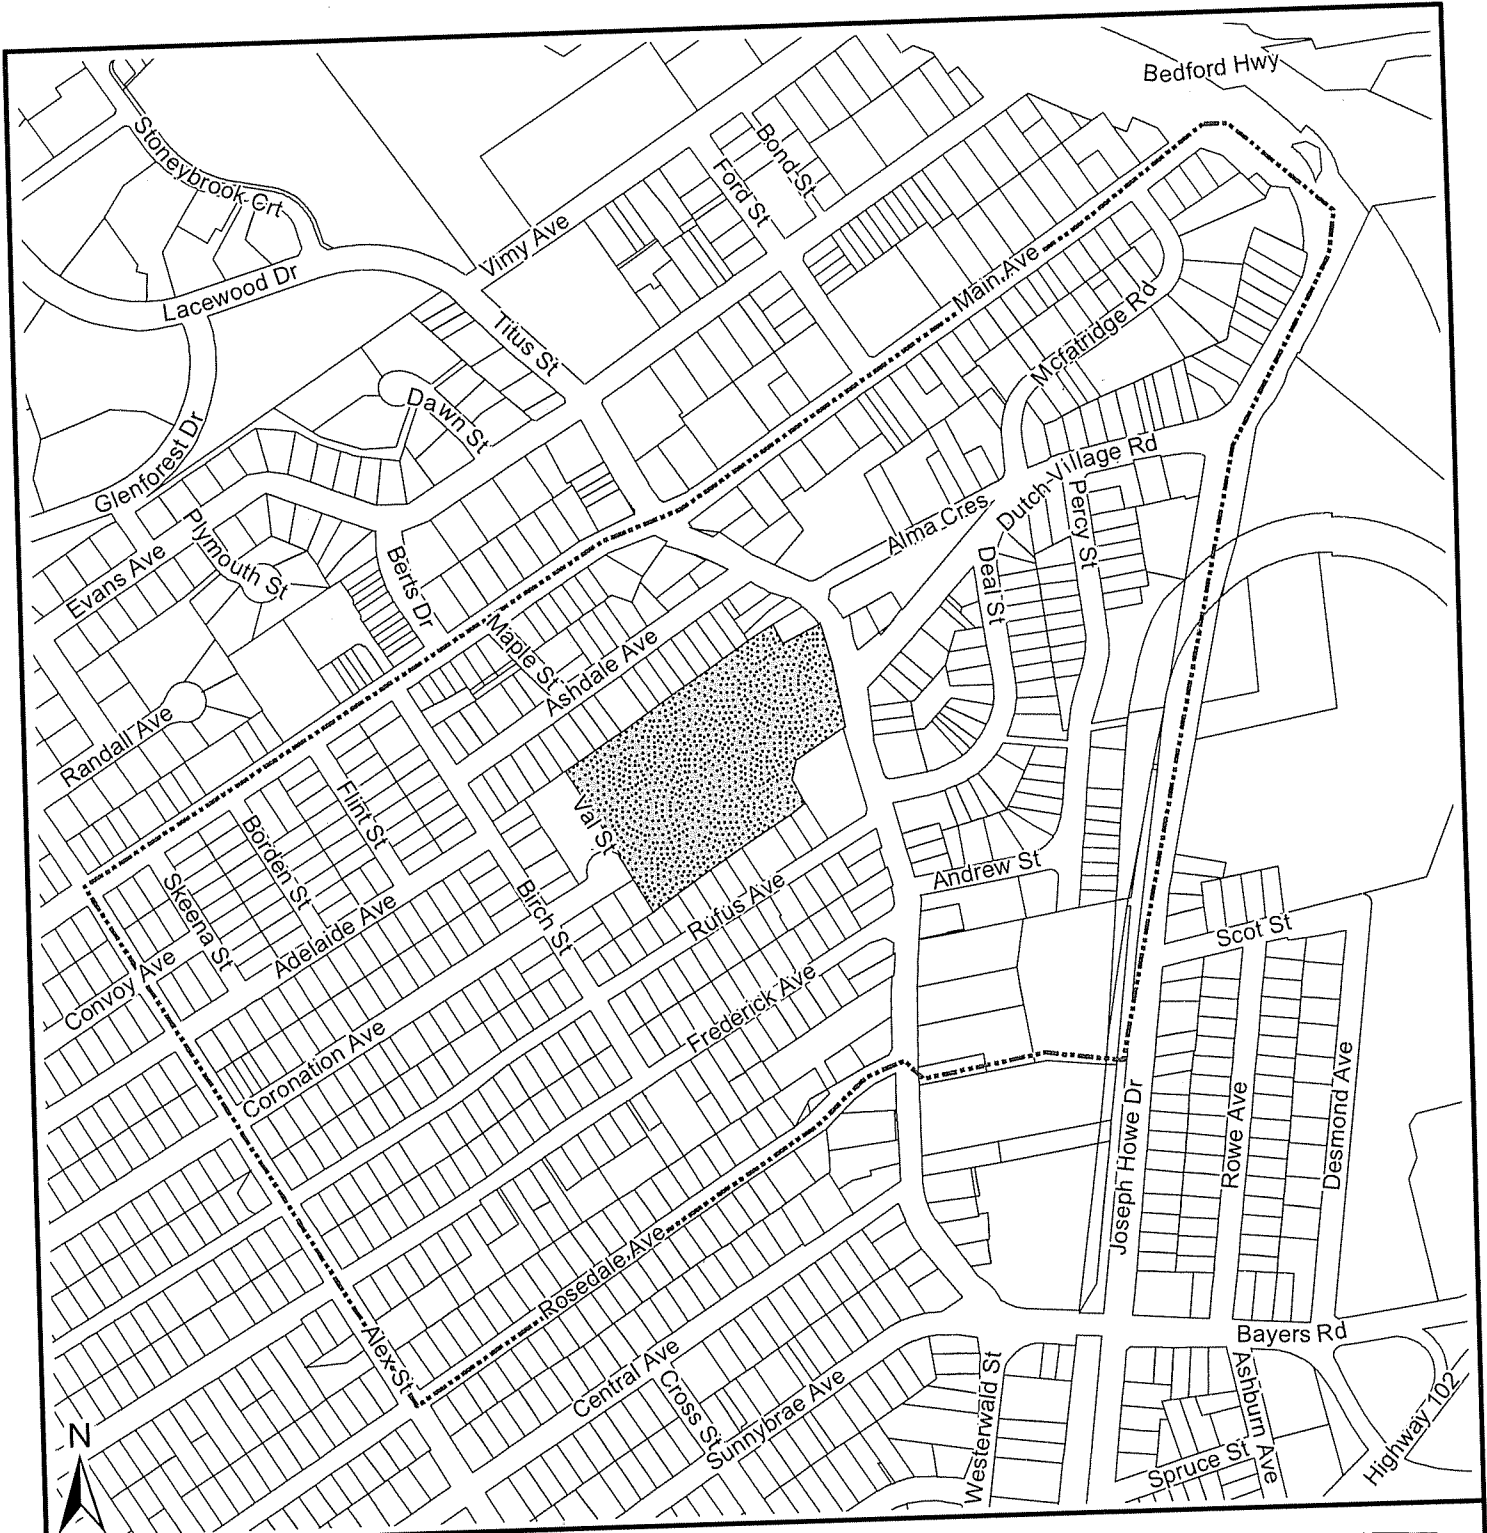 Bedford Hwy
Stoneybrook Crt
Bond St
Ford St
Vimy Ave
Lacewood Dr
Main Ave
Titus St
Mcfatridge Rd
Dawn St
Glenforest Dr
Dutch Village Rd
Percy St
Alma Cres
Plymouth St
Evans Ave
Berts Dr
Deal St
Maple St
Ashdale Ave
Randall Ave
Flint St
Val St
Borden St
Andrew St
Skeena St
Birch St
Rufus Ave
Adelaide Ave
Scot St
Convoy Ave
Frederick Ave
Coronation Ave
Desmond Ave
Rowe Ave
Joseph Howe Dr
Rosedale Ave
Alex St
Bayers Rd
Central Ave
Cross St
Sunnybrae Ave
Westerwald St
Ashburn Ave
Spruce St
Highway 102
N